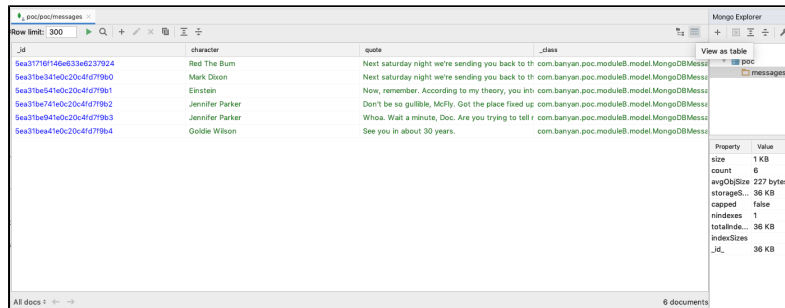 poc/poc/messages
Mongo Explorer
Row limit: 300
View as table
_id character quote _class
5ea31716f146e633e6237924 Red The Bum Next saturday night we're sending you back to th com.banyan.poc.moduleB.model.MongoDBMessa
5ea31be341e0c20c4fd7f9b0 Mark Dixon Next saturday night we're sending you back to th com.banyan.poc.moduleB.model.MongoDBMessa
5ea31be541e0c20c4fd7f9b1 Einstein Now, remember. According to my theory, you inte com.banyan.poc.moduleB.model.MongoDBMessa
5ea31be741e0c20c4fd7f9b2 Jennifer Parker Don't be so gullible, McFly. Got the place fixed up com.banyan.poc.moduleB.model.MongoDBMessa
5ea31be941e0c20c4fd7f9b3 Jennifer Parker Whoa. Wait a minute, Doc. Are you trying to tell r com.banyan.poc.moduleB.model.MongoDBMessa
5ea31bea41e0c20c4fd7f9b4 Goldie Wilson See you in about 30 years. com.banyan.poc.moduleB.model.MongoDBMessa
poc
messages
Property Value
size 1 KB
count 6
avgObjSize 227 bytes
storageS... 36 KB
capped false
nindexes 1
totalInde... 36 KB
indexSizes
_id_ 36 KB
All docs
6 documents